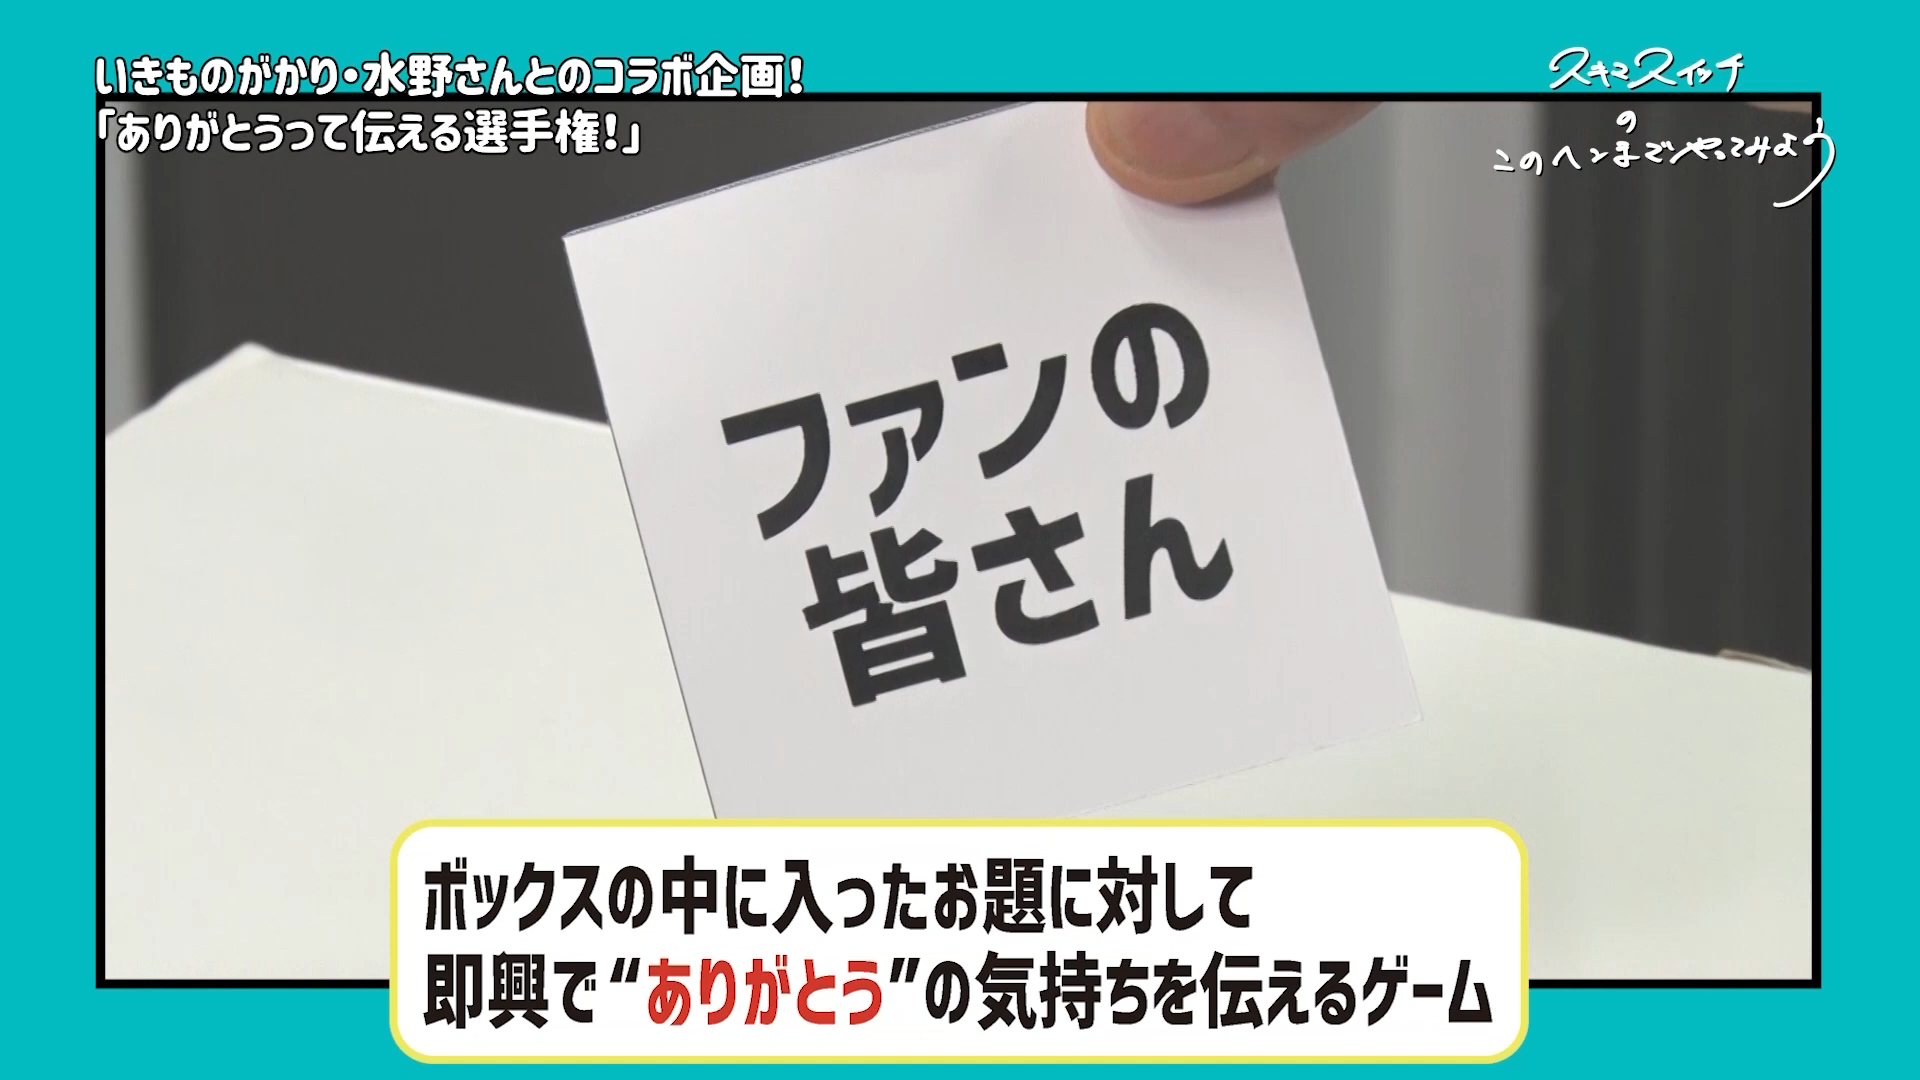 いきものがかり・水野さんとのコラボ企画!
「ありがとうって伝える選手権!」
スキマスイッチ
の
このヘンまでやってみよう
ファンの
皆さん
ボックスの中に入ったお題に対して
即興で“ありがとう”の気持ちを伝えるゲーム